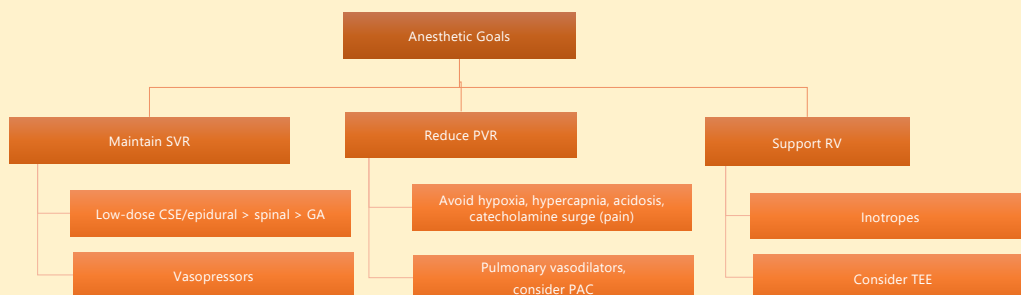 Anesthetic Goals
Maintain SVR
Reduce PVR
Support RV
Low-dose CSE/epidural > spinal > GA
Vasopressors
Avoid hypoxia, hypercapnia, acidosis,
catecholamine surge (pain)
Pulmonary vasodilators,
consider PAC
Inotropes
Consider TEE